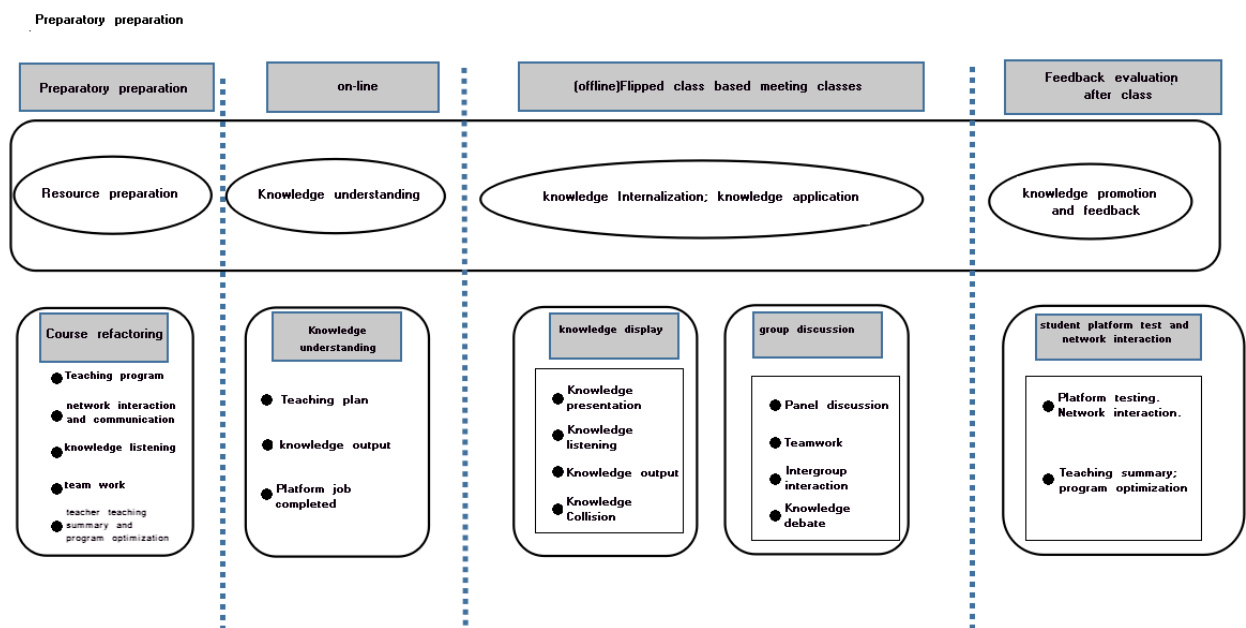 Preparatory preparation
Preparatory preparation
on-line
(offline)Flipped class based meeting classes
Feedback evaluation
after class
Resource preparation
Knowledge understanding
knowledge Internalization; knowledge application
knowledge promotion
and feedback
Course refactoring
Teaching program
network interaction
and communication
knowledge listening
team work
teacher teaching
summary and
program optimization
Knowledge
understanding
Teaching plan
knowledge output
Platform job
completed
knowledge display
Knowledge
presentation
Knowledge
listening
Knowledge output
Knowledge
Collision
group discussion
Panel discussion
Teamwork
Intergroup
interaction
Knowledge
debate
student platform test and
network interaction
Platform testing.
Network interaction.
Teaching summary;
program optimization